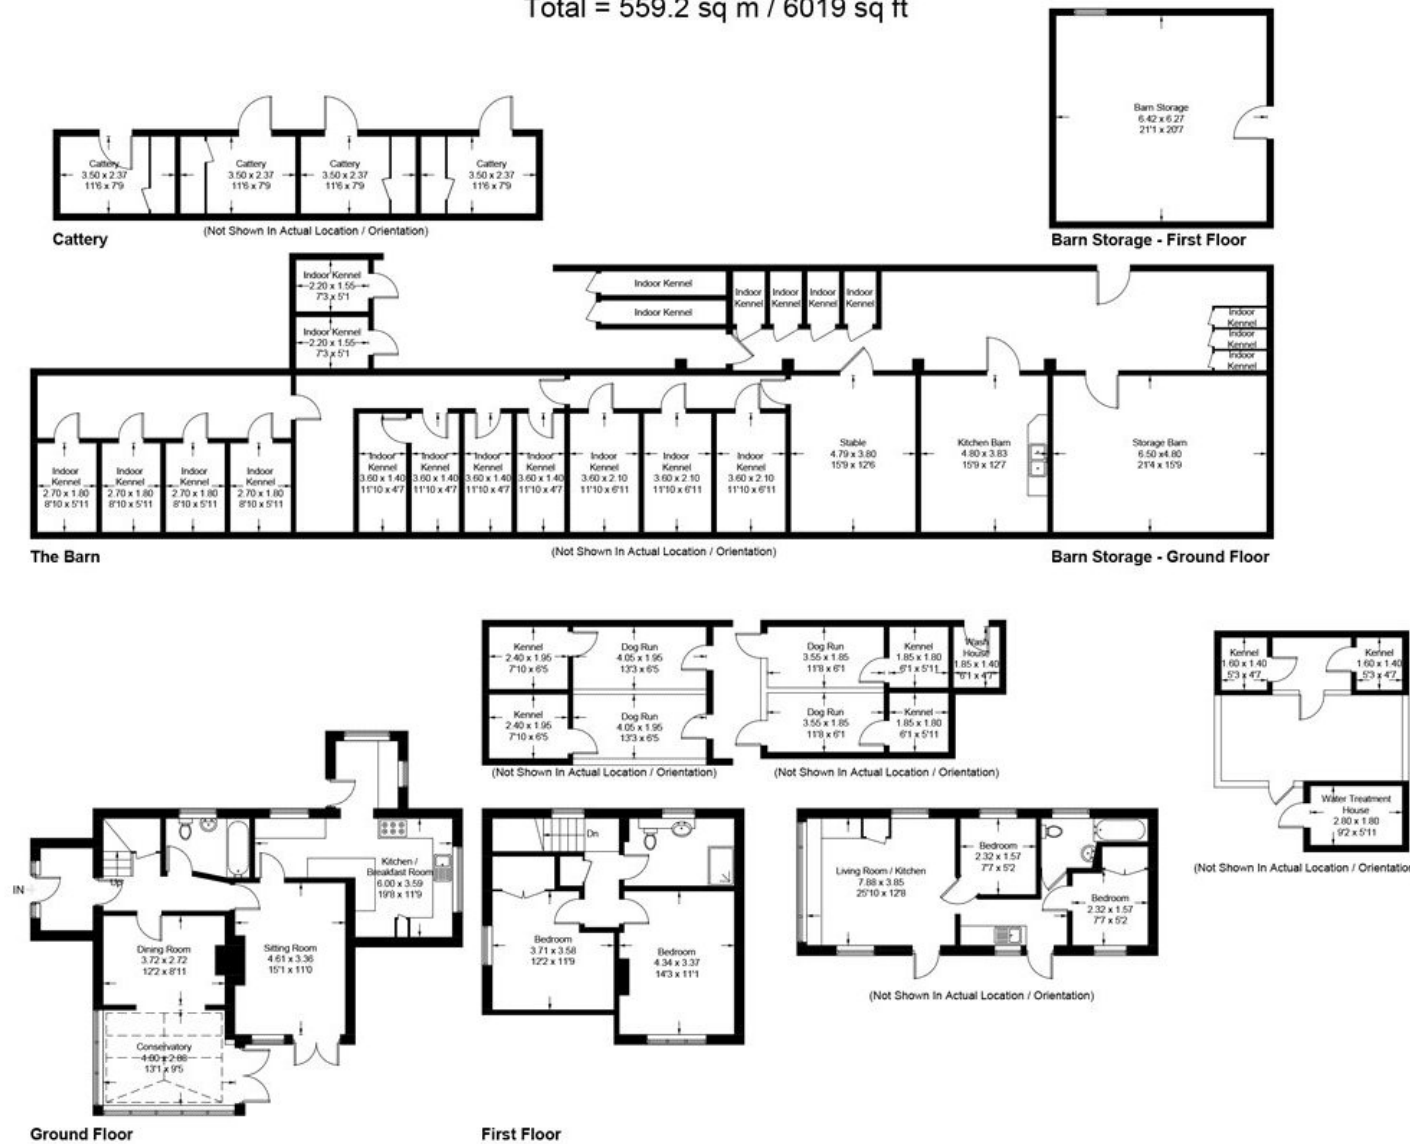 Total = 559.2 sq m / 6019 sq ft
Barn Storage
6.42 x 6.27
21'1 x 20'7
Barn Storage - First Floor
Cattery
3.50 x 2.37
11'6 x 7'9
Cattery
3.50 x 2.37
11'6 x 7'9
Cattery
3.50 x 2.37
11'6 x 7'9
Cattery
3.50 x 2.37
11'6 x 7'9
(Not Shown In Actual Location / Orientation)
Cattery
Indoor Kennel
2.20 x 1.55
7'3 x 5'1
Indoor Kennel
2.20 x 1.55
7'3 x 5'1
Indoor Kennel
Indoor Kennel
Indoor
Kennel
Indoor
Kennel
Indoor
Kennel
Indoor
Kennel
Indoor
Kennel
Indoor
Kennel
Indoor
Kennel
Indoor
Kennel
2.70 x 1.80
8'10 x 5'11
Indoor
Kennel
2.70 x 1.80
8'10 x 5'11
Indoor
Kennel
2.70 x 1.80
8'10 x 5'11
Indoor
Kennel
2.70 x 1.80
8'10 x 5'11
Indoor
Kennel
3.60 x 1.40
11'10 x 4'7
Indoor
Kennel
3.60 x 1.40
11'10 x 4'7
Indoor
Kennel
3.60 x 1.40
11'10 x 4'7
Indoor
Kennel
3.60 x 1.40
11'10 x 4'7
Indoor
Kennel
3.60 x 2.10
11'10 x 6'11
Indoor
Kennel
3.60 x 2.10
11'10 x 6'11
Indoor
Kennel
3.60 x 2.10
11'10 x 6'11
Stable
4.79 x 3.80
15'9 x 12'6
Kitchen Barn
4.80 x 3.83
15'9 x 12'7
Storage Barn
6.50 x4.80
21'4 x 15'9
The Barn
(Not Shown In Actual Location / Orientation)
Barn Storage - Ground Floor
Kennel
2.40 x 1.95
7'10 x 6'5
Dog Run
4.05 x 1.95
13'3 x 6'5
Kennel
2.40 x 1.95
7'10 x 6'5
Dog Run
4.05 x 1.95
13'3 x 6'5
(Not Shown In Actual Location / Orientation)
Dog Run
3.55 x 1.85
11'8 x 6'1
Kennel
1.85 x 1.80
6'1 x 5'11
Wash
House
1.85 x 1.40
6'1 x 4'7
Dog Run
3.55 x 1.85
11'8 x 6'1
Kennel
1.85 x 1.80
6'1 x 5'11
(Not Shown In Actual Location / Orientation)
Kennel
1.60 x 1.40
5'3 x 4'7
Kennel
1.60 x 1.40
5'3 x 4'7
Water Treatment
House
2.80 x 1.80
9'2 x 5'11
(Not Shown In Actual Location / Orientatio
IN
Up
Kitchen /
Breakfast Room
6.00 x 3.59
19'8 x 11'9
Dining Room
3.72 x 2.72
12'2 x 8'11
Sitting Room
4.61 x 3.36
15'1 x 11'0
Conservatory
4.00 x 2.88
13'1 x 9'5
Ground Floor
Dn
Bedroom
3.71 x 3.58
12'2 x 11'9
Bedroom
4.34 x 3.37
14'3 x 11'1
First Floor
Living Room / Kitchen
7.88 x 3.85
25'10 x 12'8
Bedroom
2.32 x 1.57
7'7 x 5'2
Bedroom
2.32 x 1.57
7'7 x 5'2
(Not Shown In Actual Location / Orientation)